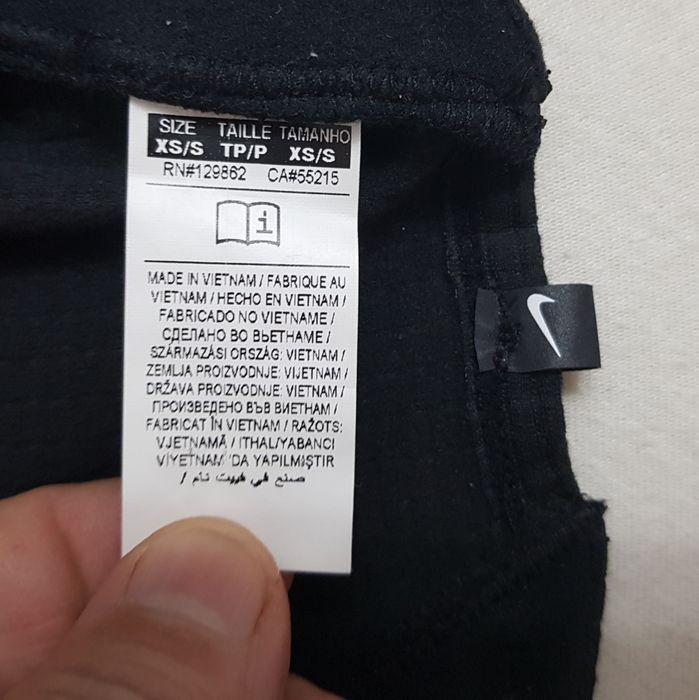 SIZE TAILLE TAMANHO
XS/S TP/P XS/S
RN#129862 CA#55215
i
MADE IN VIETNAM / FABRIQUE AU
VIETNAM / HECHO EN VIETNAM /
FABRICADO NO VIETNAME /
СДЕЛАНО ВО ВЬЕТНАМЕ /
SZÁRMAZÁSI ORSZÁG: VIETNAM /
ZEMLJA PROIZVODNJE: VIJETNAM /
DRŽAVA PROIZVODNJE: VIETNAM /
ПРОИЗВЕДЕНО ВЪВ ВИЕТНАМ /
FABRICAT ÎN VIETNAM / RAŽOTS:
VJETNAMĀ / ITHAL/YABANCI
VİYETNAM'DA YAPILMIŞTIR
صنع في فييت نام /